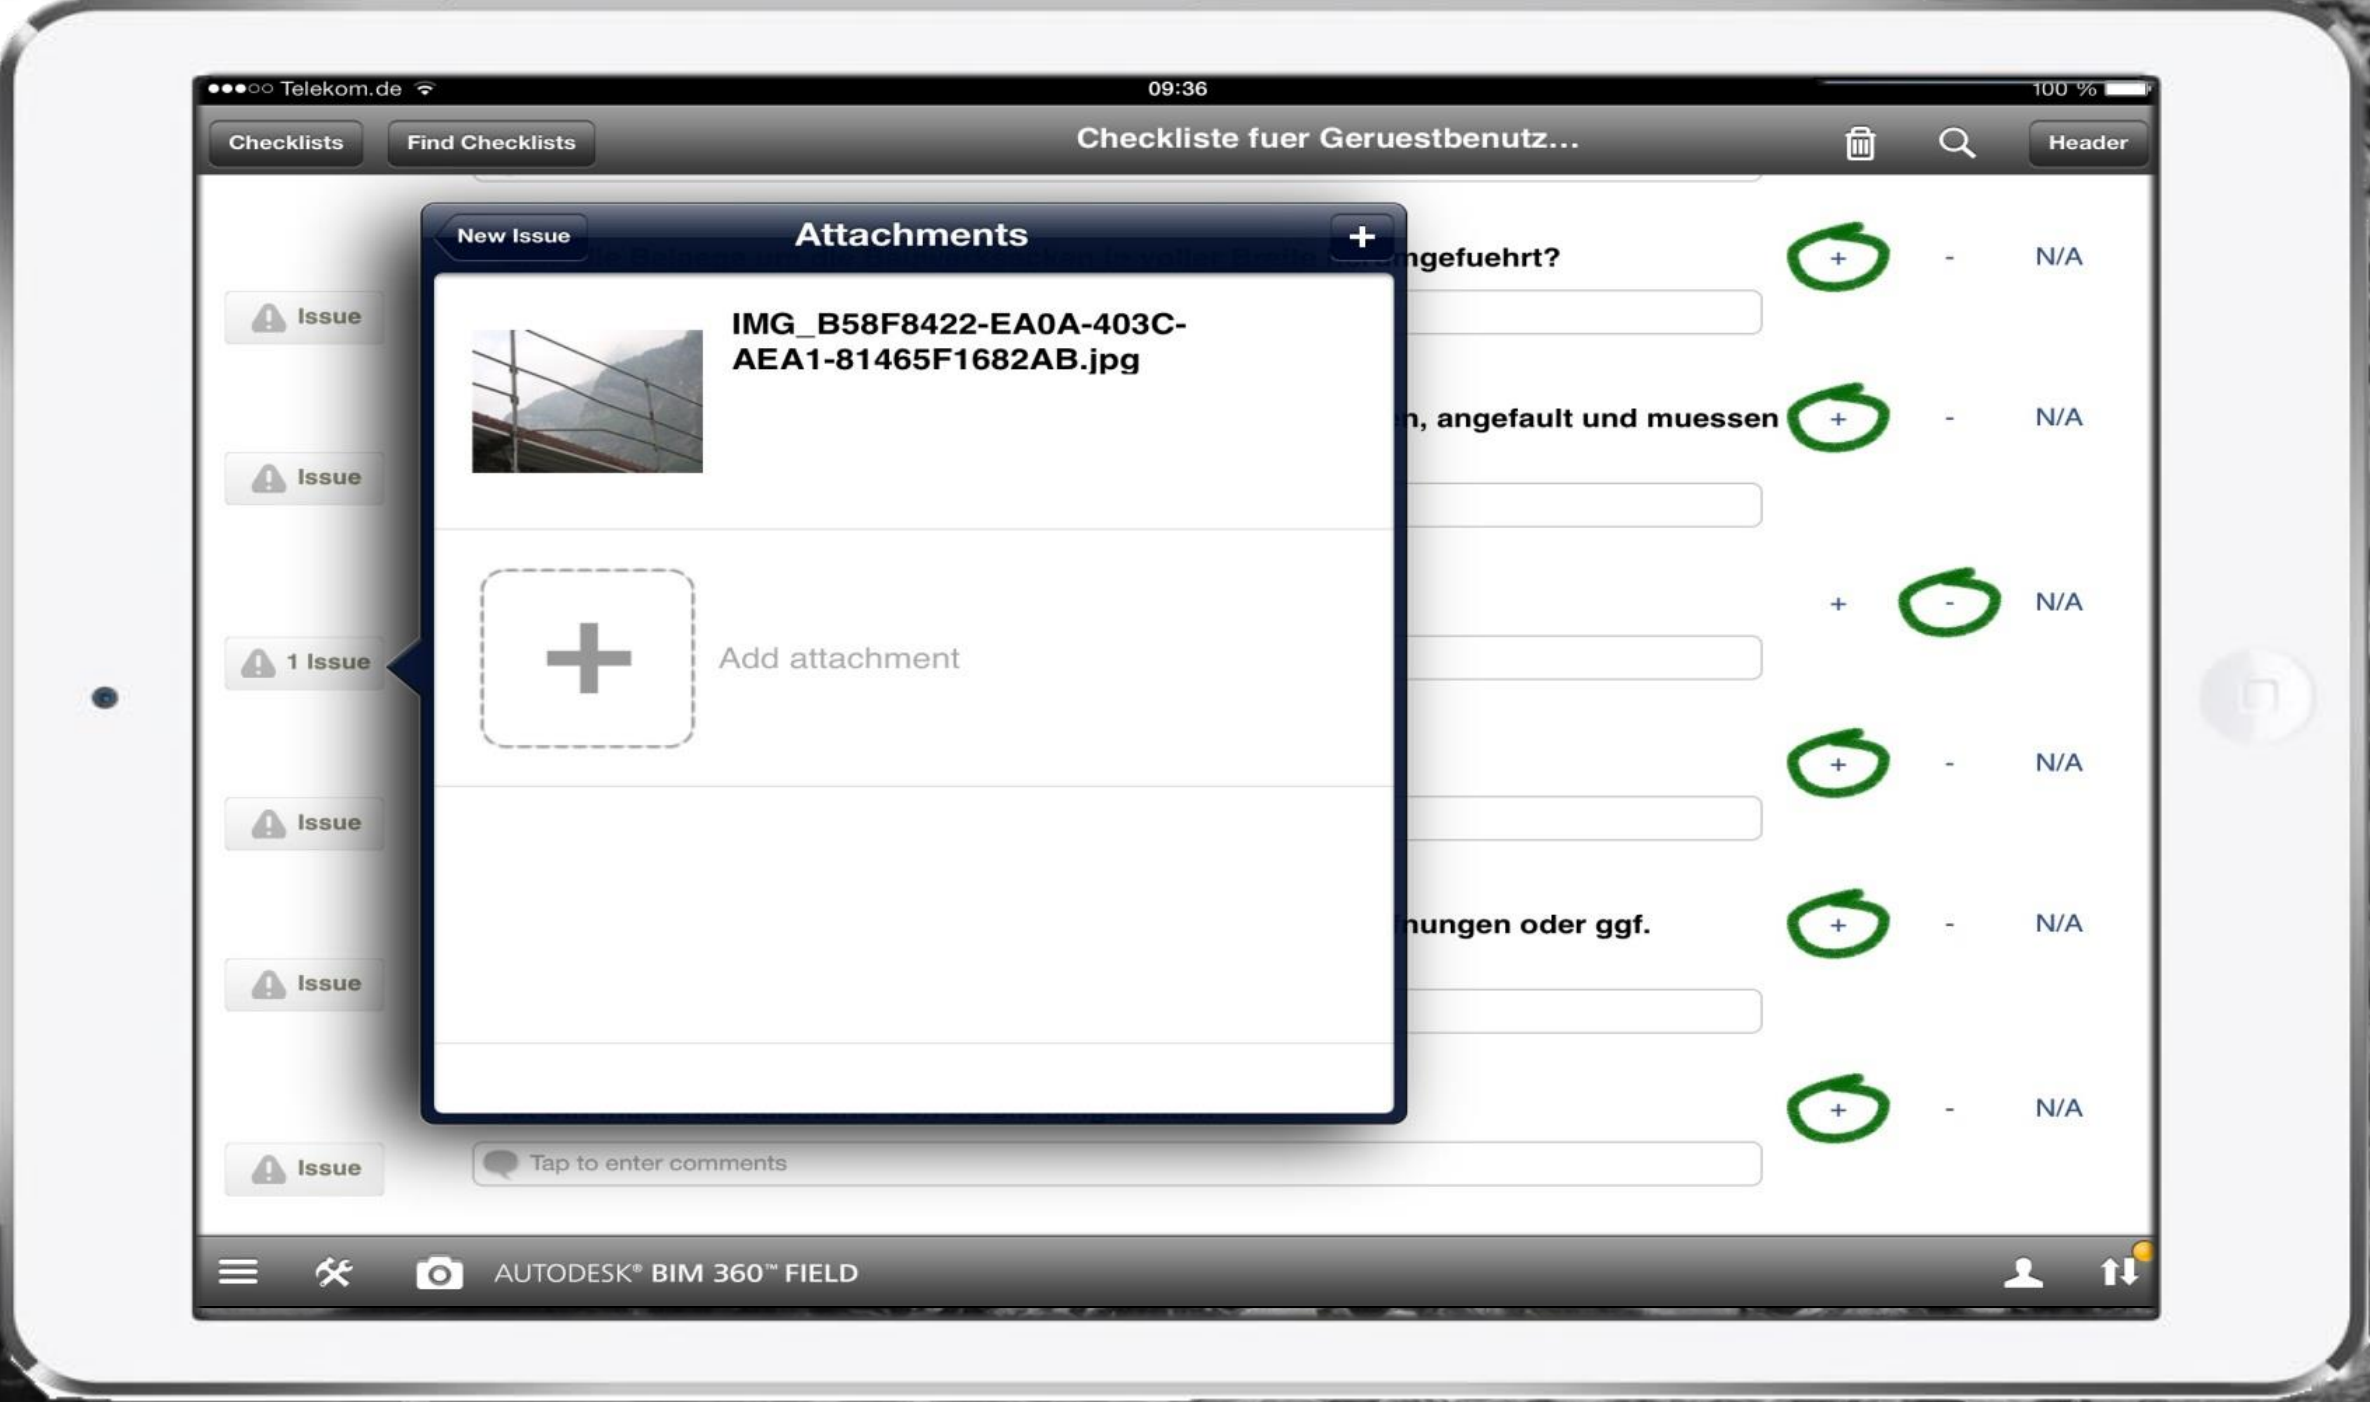 Telekom.de
09:36
100 %
Checklists
Find Checklists
Checkliste fuer Geruestbenutz...
Header
New Issue
Attachments
+
ngefuehrt?
+ - N/A
Issue
IMG_B58F8422-EA0A-403C-
AEA1-81465F1682AB.jpg
n, angefault und muessen
+ - N/A
Issue
+ - N/A
1 Issue
Add attachment
+ - N/A
Issue
nungen oder ggf.
+ - N/A
Issue
+ - N/A
Issue
Tap to enter comments
AUTODESK® BIM 360™ FIELD